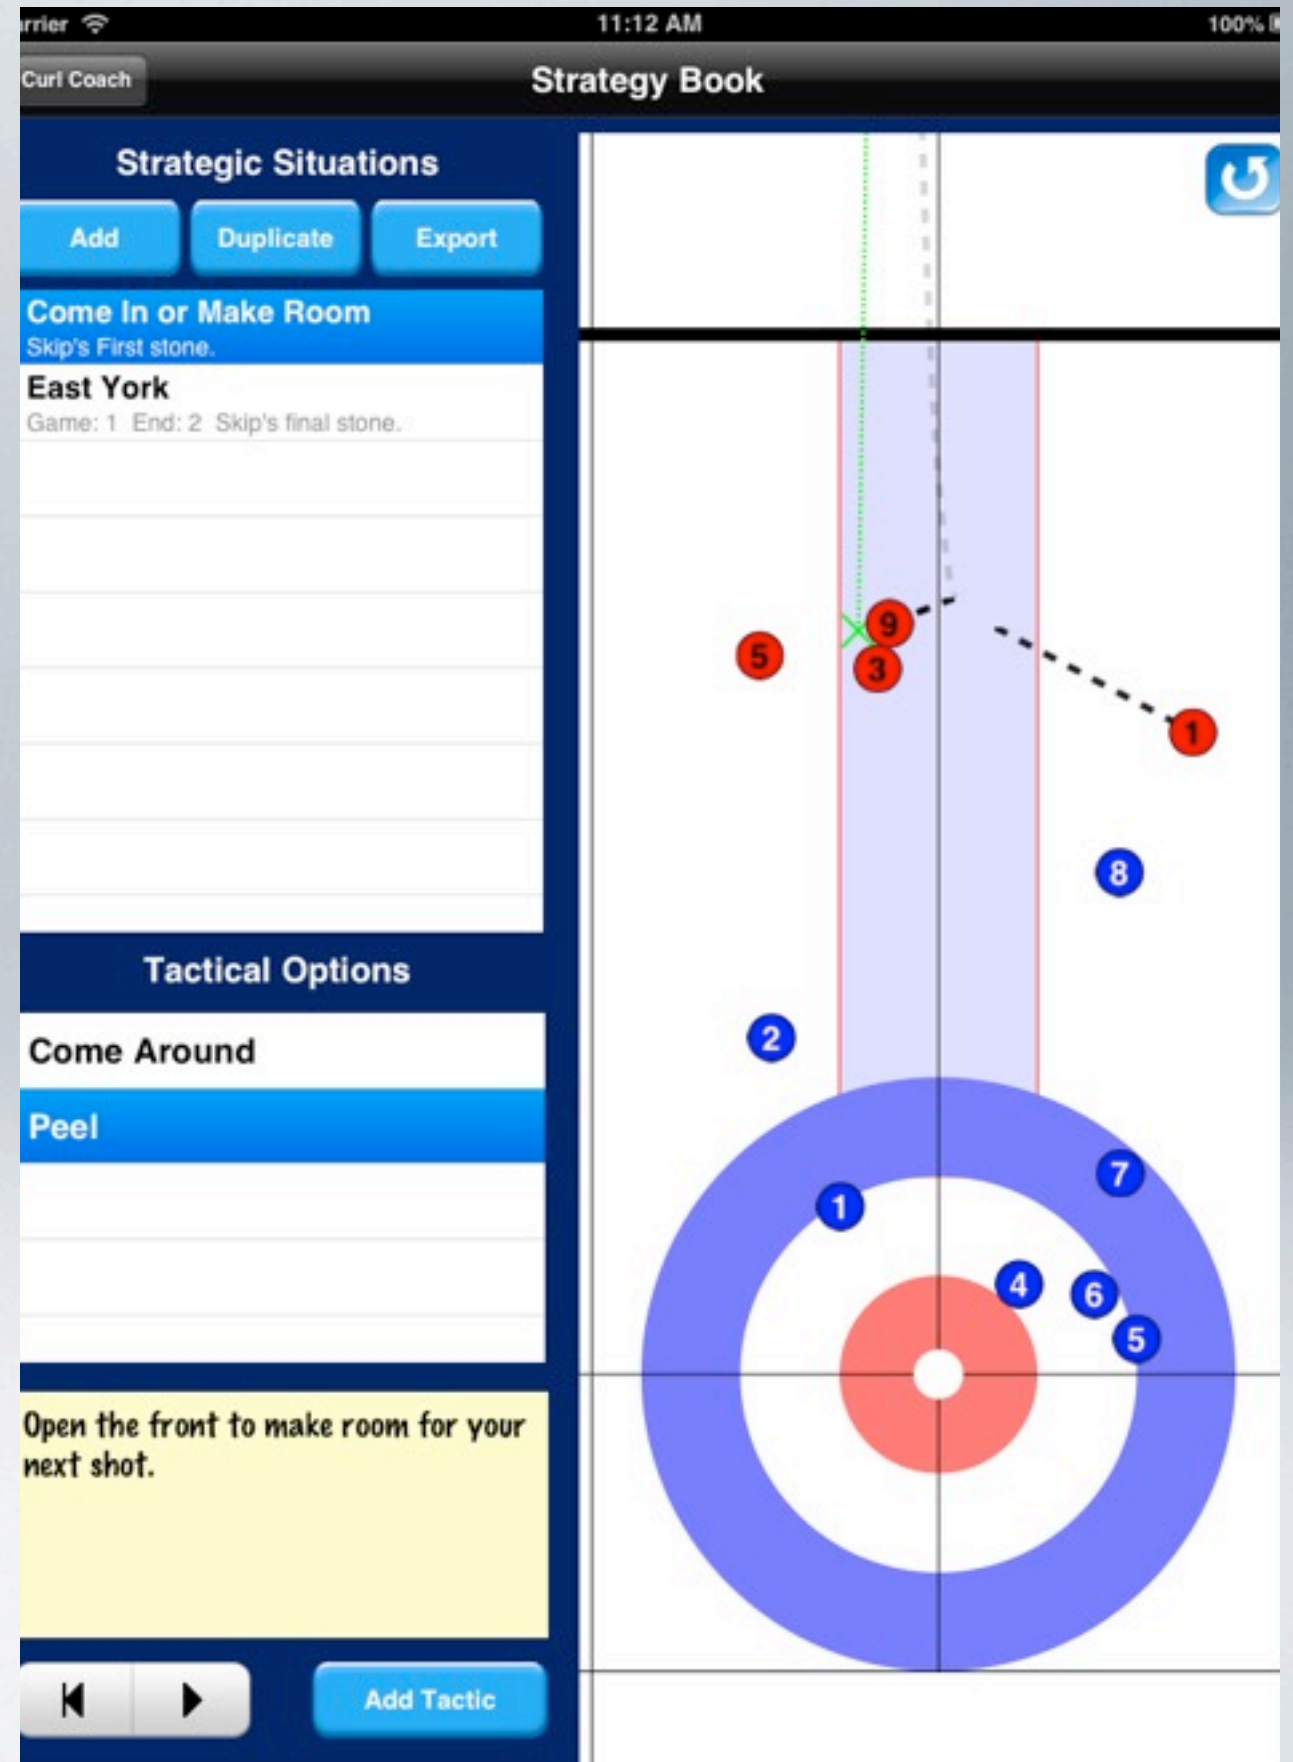 rrier 11:12 AM 100%
Curl Coach Strategy Book
Strategic Situations
Add Duplicate Export
Come In or Make Room
Skip's First stone.
East York
Game: 1 End: 2 Skip's final stone.
Tactical Options
Come Around
Peel
Open the front to make room for your
next shot.
Add Tactic
9
5
3
1
8
2
7
1
4
6
5